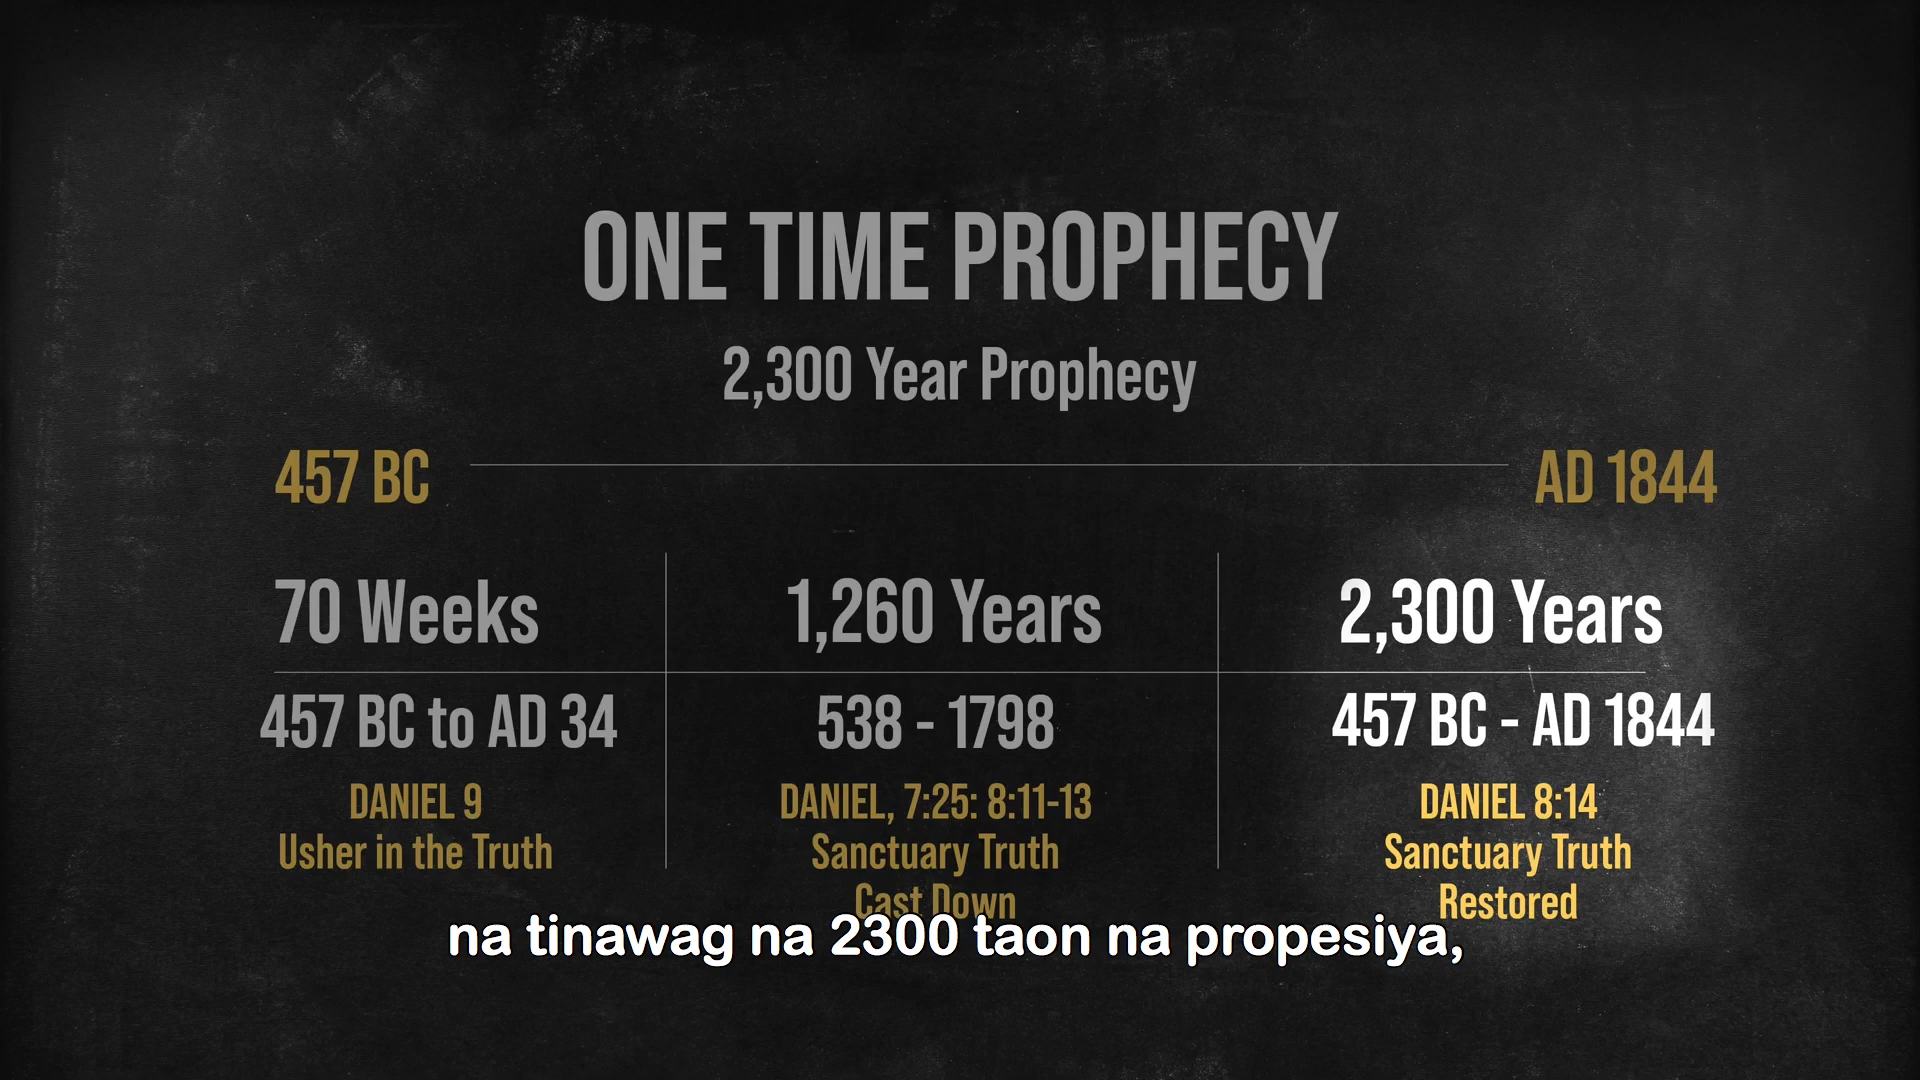 ONE TIME PROPHECY
2,300 Year Prophecy
457 BC
AD 1844
70 Weeks
457 BC to AD 34
DANIEL 9
Usher in the Truth
1,260 Years
538 - 1798
DANIEL, 7:25: 8:11-13
Sanctuary Truth
Cast Down
2,300 Years
457 BC - AD 1844
DANIEL 8:14
Sanctuary Truth
Restored
na tinawag na 2300 taon na propesiya,